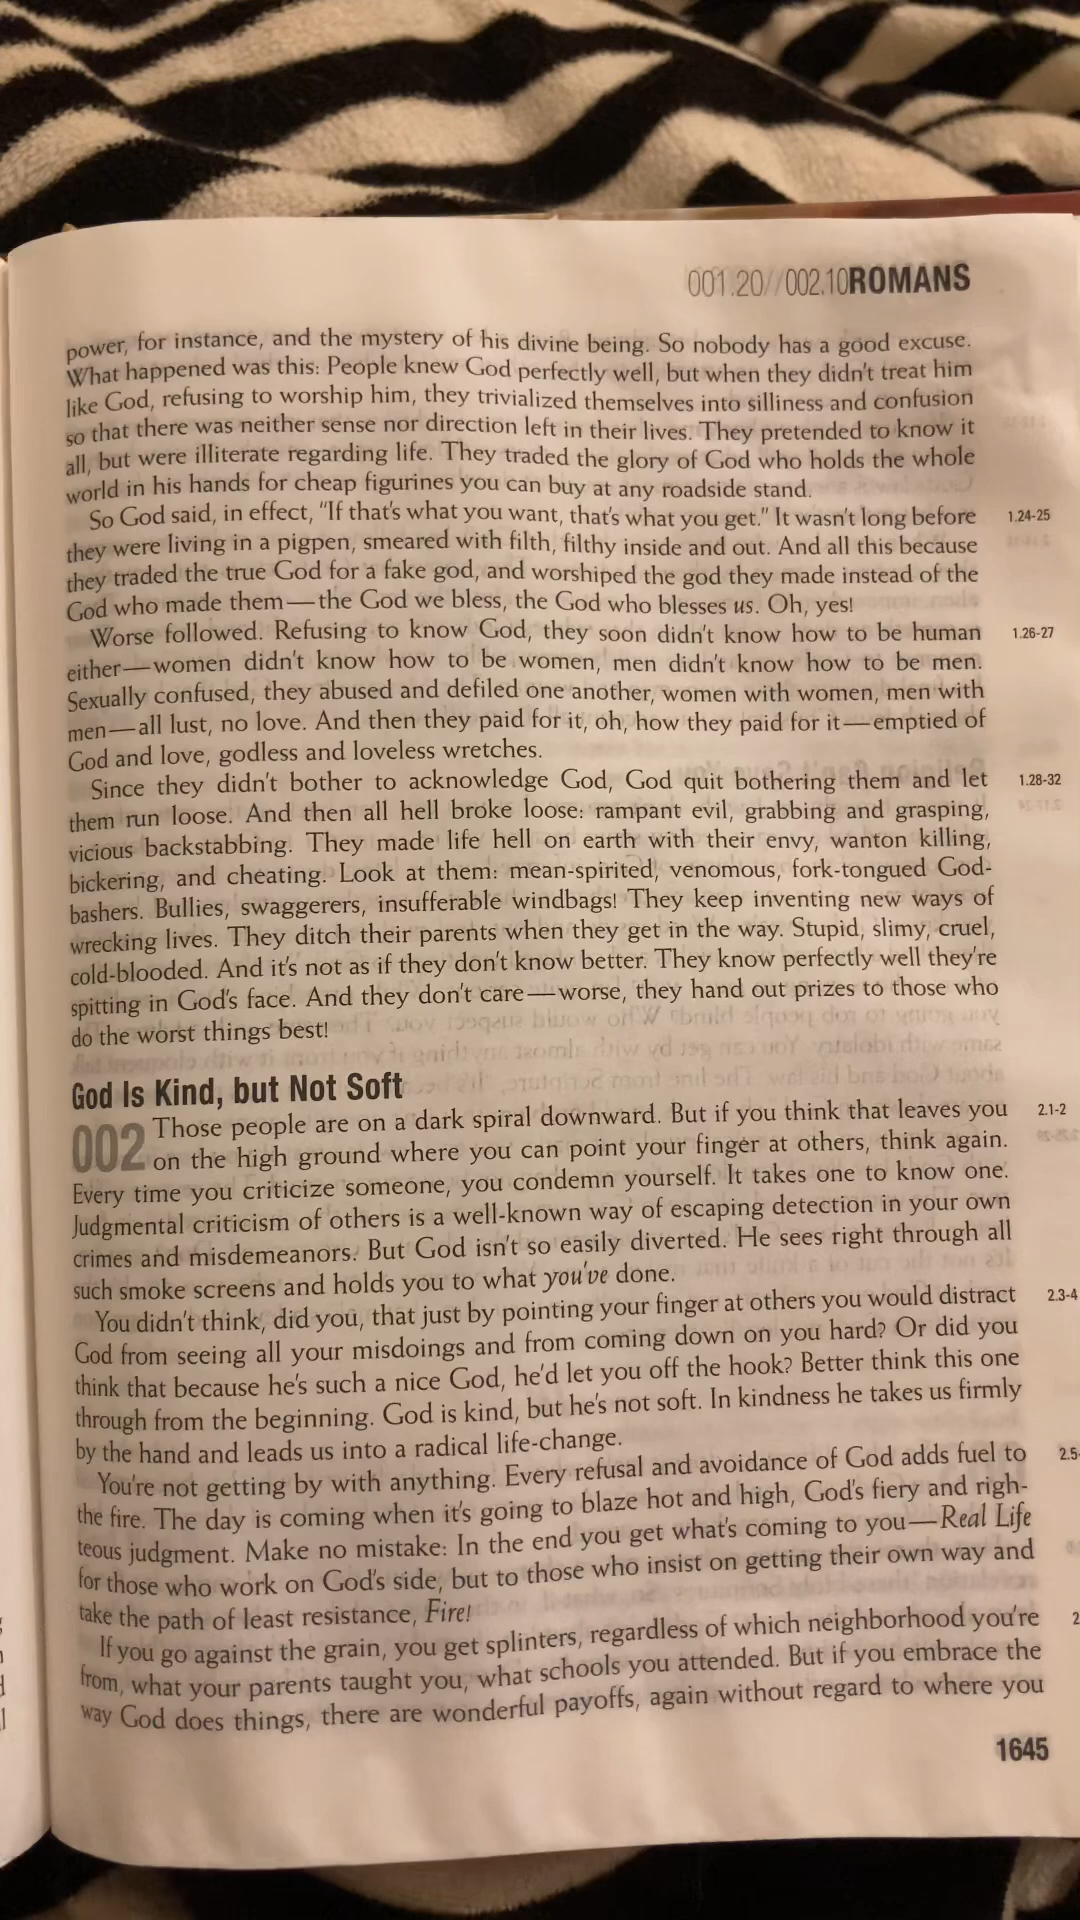 001.20//002.10ROMANS
power, for instance, and the mystery of his divine being. So nobody has a good excuse.
What happened was this: People knew God perfectly well, but when they didn't treat him
like God, refusing to worship him, they trivialized themselves into silliness and confusion
so that there was neither sense nor direction left in their lives. They pretended to know it
all, but were illiterate regarding life. They traded the glory of God who holds the whole
world in his hands for cheap figurines you can buy at any roadside stand.
So God said, in effect, "If that's what you want, that's what you get." It wasn't long before 1.24-25
they were living in a pigpen, smeared with filth, filthy inside and out. And all this because
they traded the true God for a fake god, and worshiped the god they made instead of the
God who made them—the God we bless, the God who blesses us. Oh, yes!
Worse followed. Refusing to know God, they soon didn't know how to be human 1.26-27
either—women didn't know how to be women, men didn't know how to be men.
Sexually confused, they abused and defiled one another, women with women, men with
men—all lust, no love. And then they paid for it, oh, how they paid for it—emptied of
God and love, godless and loveless wretches.
Since they didn't bother to acknowledge God, God quit bothering them and let 1.28-32
them run loose. And then all hell broke loose: rampant evil, grabbing and grasping,
vicious backstabbing. They made life hell on earth with their envy, wanton killing,
bickering, and cheating. Look at them: mean-spirited, venomous, fork-tongued God-
bashers. Bullies, swaggerers, insufferable windbags! They keep inventing new ways of
wrecking lives. They ditch their parents when they get in the way. Stupid, slimy, cruel,
cold-blooded. And it's not as if they don't know better. They know perfectly well they're
spitting in God's face. And they don't care—worse, they hand out prizes to those who
do the worst things best!
God Is Kind, but Not Soft
002 Those people are on a dark spiral downward. But if you think that leaves you 2.1-2
on the high ground where you can point your finger at others, think again.
Every time you criticize someone, you condemn yourself. It takes one to know one.
Judgmental criticism of others is a well-known way of escaping detection in your own
crimes and misdemeanors. But God isn't so easily diverted. He sees right through all
such smoke screens and holds you to what you've done.
You didn't think, did you, that just by pointing your finger at others you would distract 2.3-4
God from seeing all your misdoings and from coming down on you hard? Or did you
think that because he's such a nice God, he'd let you off the hook? Better think this one
through from the beginning. God is kind, but he's not soft. In kindness he takes us firmly
by the hand and leads us into a radical life-change.
You're not getting by with anything. Every refusal and avoidance of God adds fuel to 2.5-
the fire. The day is coming when it's going to blaze hot and high, God's fiery and righ-
teous judgment. Make no mistake: In the end you get what's coming to you—Real Life
for those who work on God's side, but to those who insist on getting their own way and
take the path of least resistance, Fire!
If you go against the grain, you get splinters, regardless of which neighborhood you're 2
from, what your parents taught you, what schools you attended. But if you embrace the
way God does things, there are wonderful payoffs, again without regard to where you
1645